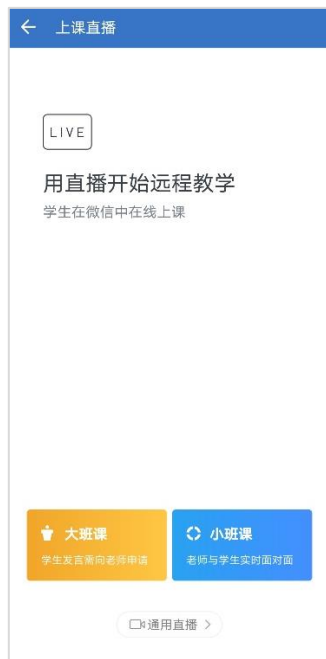 上课直播
LIVE
用直播开始远程教学
学生在微信中在线上课
大班课
学生发言需向老师申请
小班课
老师与学生实时面对面
通用直播